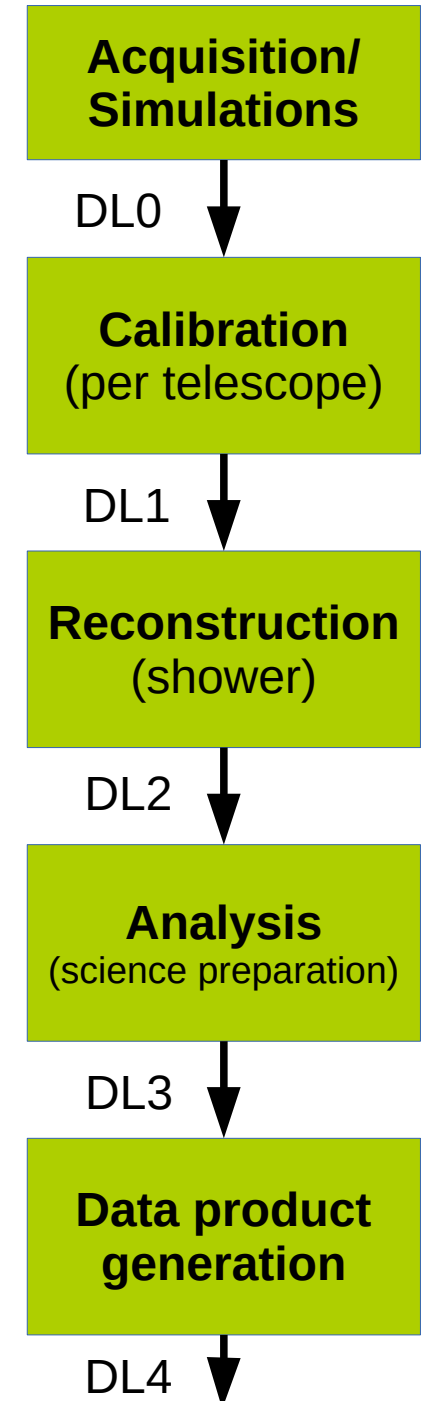 Acquisition/
Simulations
DL0
Calibration
(per telescope)
DL1
Reconstruction
(shower)
DL2
Analysis
(science preparation)
DL3
Data product
generation
DL4